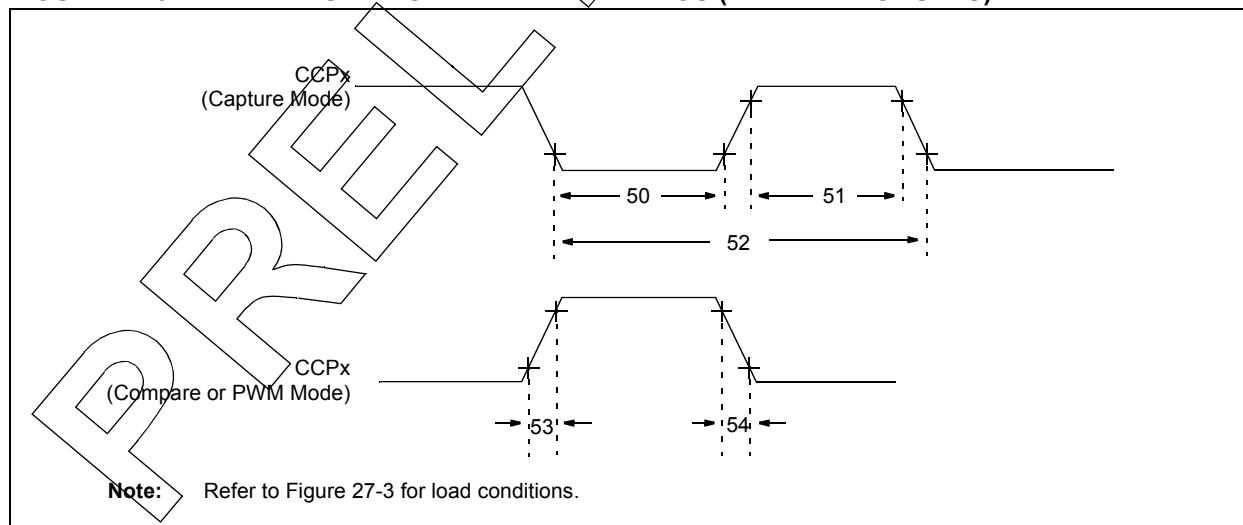 CCPx
(Capture Mode)
50
51
52
CCPx
(Compare or PWM Mode)
53
54
Note: Refer to Figure 27-3 for load conditions.
PREL